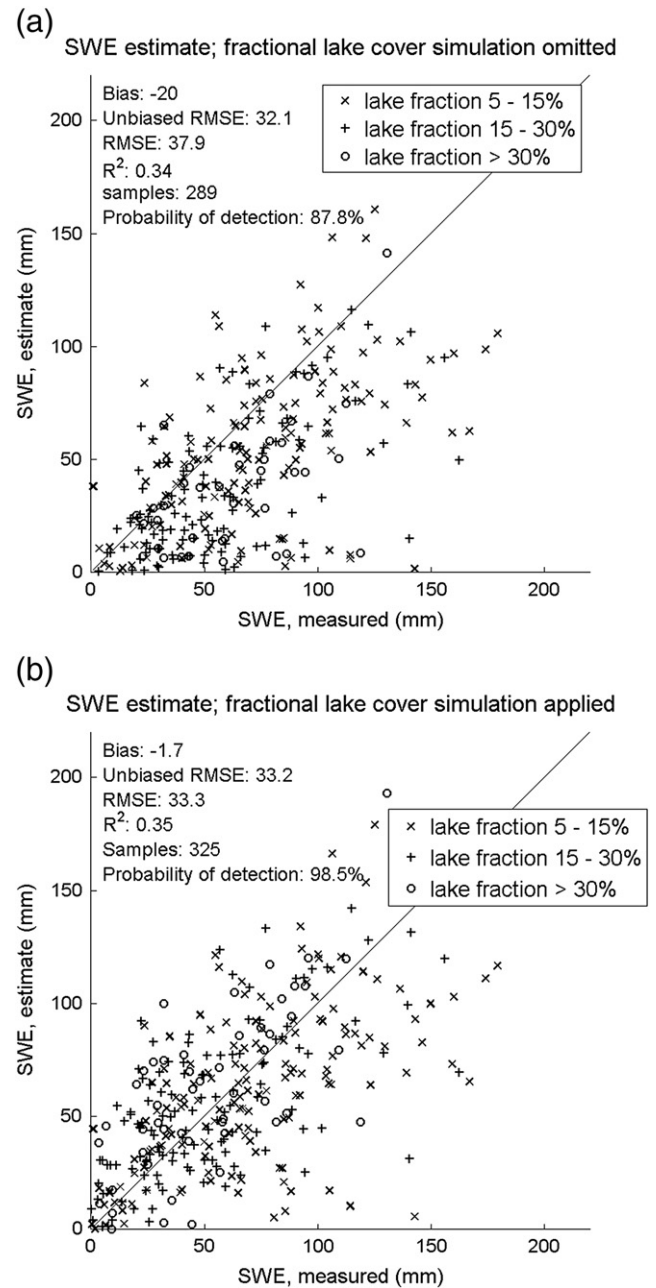 (a)
SWE estimate; fractional lake cover simulation omitted
Bias: -20
Unbiased RMSE: 32.1
RMSE: 37.9
R²: 0.34
samples: 289
Probability of detection: 87.8%
× lake fraction 5 - 15%
+ lake fraction 15 - 30%
o lake fraction > 30%
200
150
100
50
0
SWE, estimate (mm)
0 50 100 150 200
SWE, measured (mm)
(b)
SWE estimate; fractional lake cover simulation applied
Bias: -1.7
Unbiased RMSE: 33.2
RMSE: 33.3
R²: 0.35
Samples: 325
Probability of detection: 98.5%
× lake fraction 5 - 15%
+ lake fraction 15 - 30%
o lake fraction > 30%
200
150
100
50
0
SWE, estimate (mm)
0 50 100 150 200
SWE, measured (mm)